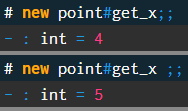 # new point#get_x;;
- : int = 4
# new point#get_x ;;
- : int = 5